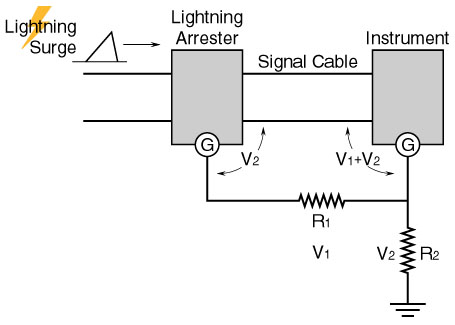 Lightning
Surge
Lightning
Arrester
Signal Cable
Instrument
G
G
V2
V1+V2
R1
V1
V2
R2